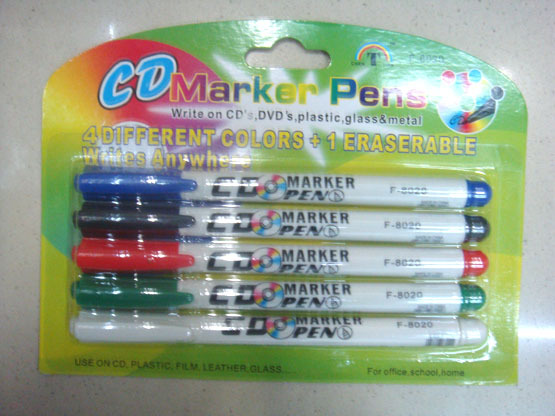 CD Marker Pens
Write on CD's,DVD's,plastic,glass&metal
4 DIFFERENT COLORS + 1 ERASERABLE
Writes Anywhere
CD MARKER PEN F-8020
CD MARKER PEN F-8020
CD MARKER PEN F-8020
CD MARKER PEN F-8020
CD MARKER PEN F-8020
USE ON CD, PLASTIC, FILM, LEATHER,GLASS....
For office,school,home